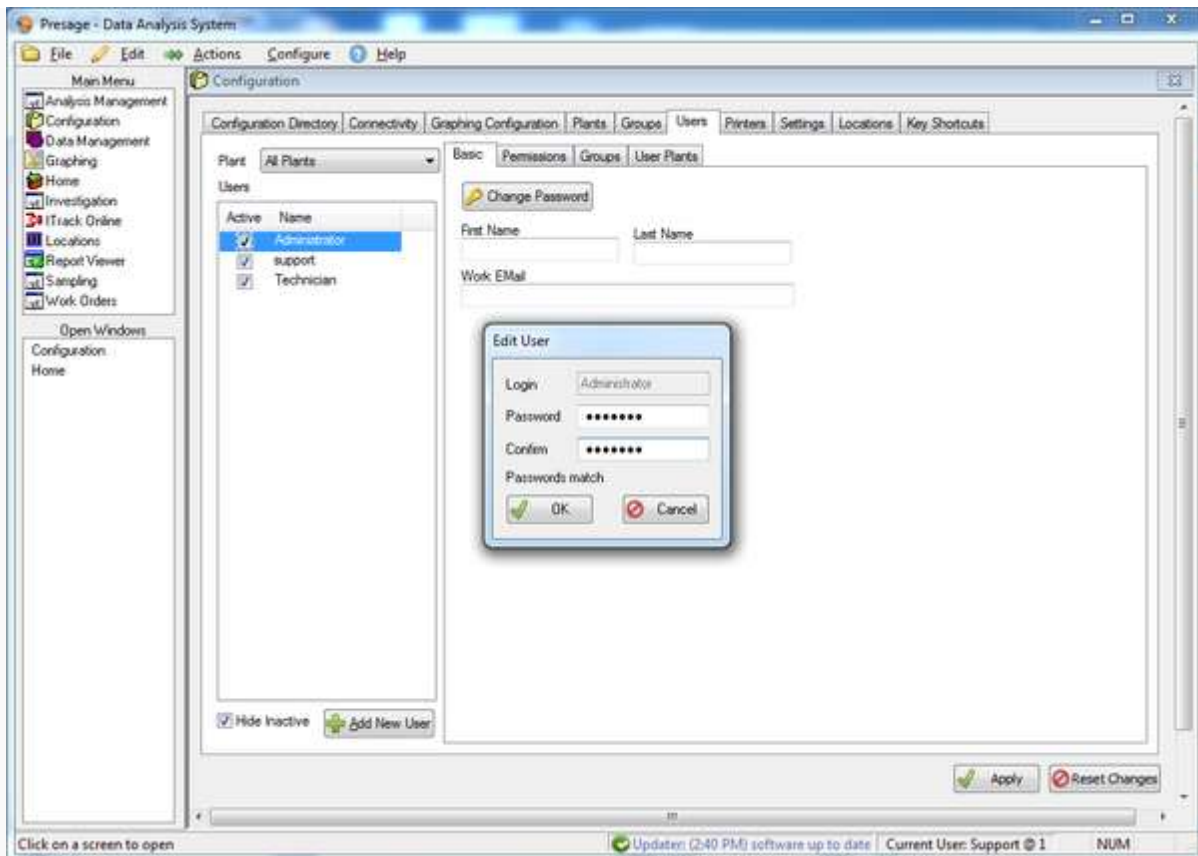 Presage - Data Analysis System
File Edit Actions Configure Help
Main Menu
Analysis Management
Configuration
Data Management
Graphing
Home
Investigation
ITrack Online
Locations
Report Viewer
Sampling
Work Orders
Open Windows
Configuration
Home
Configuration
Configuration Directory Connectivity Graphing Configuration Plants Groups Users Printers Settings Locations Key Shortcuts
Plant All Plants
Users
Active Name
Administrator
support
Technician
Hide Inactive Add New User
Basic Permissions Groups User Plants
Change Password
First Name Last Name
Work EMail
Edit User
Login Administrator
Password •••••••
Confirm •••••••
Passwords match
OK Cancel
Apply Reset Changes
Click on a screen to open Updater: (2:40 PM) software up to date Current User: Support @ 1 NUM